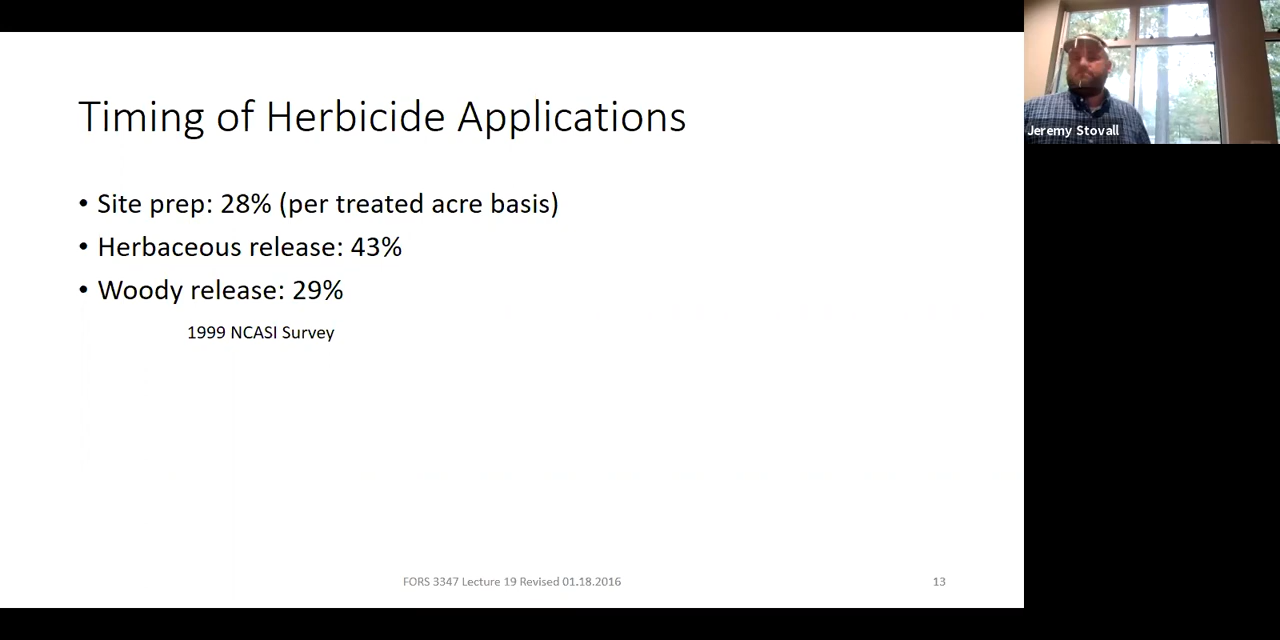 Timing of Herbicide Applications
• Site prep: 28% (per treated acre basis)
• Herbaceous release: 43%
• Woody release: 29%
1999 NCASI Survey
FORS 3347 Lecture 19 Revised 01.18.2016
13
Jeremy Stovall